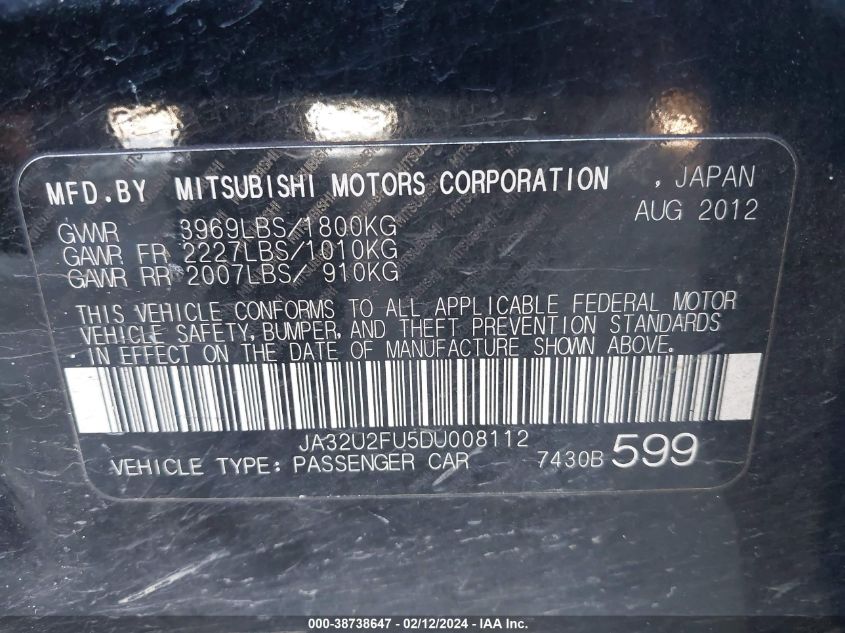 MFD.BY MITSUBISHI MOTORS CORPORATION , JAPAN
AUG 2012
GVWR 3969LBS/1800KG
GAWR FR 2227LBS/1010KG
GAWR RR 2007LBS/ 910KG
THIS VEHICLE CONFORMS TO ALL APPLICABLE FEDERAL MOTOR
VEHICLE SAFETY, BUMPER, AND THEFT PREVENTION STANDARDS
IN EFFECT ON THE DATE OF MANUFACTURE SHOWN ABOVE.
JA32U2FU5DU008112
VEHICLE TYPE: PASSENGER CAR 7430B 599
000-38738647 - 02/12/2024 - IAA Inc.